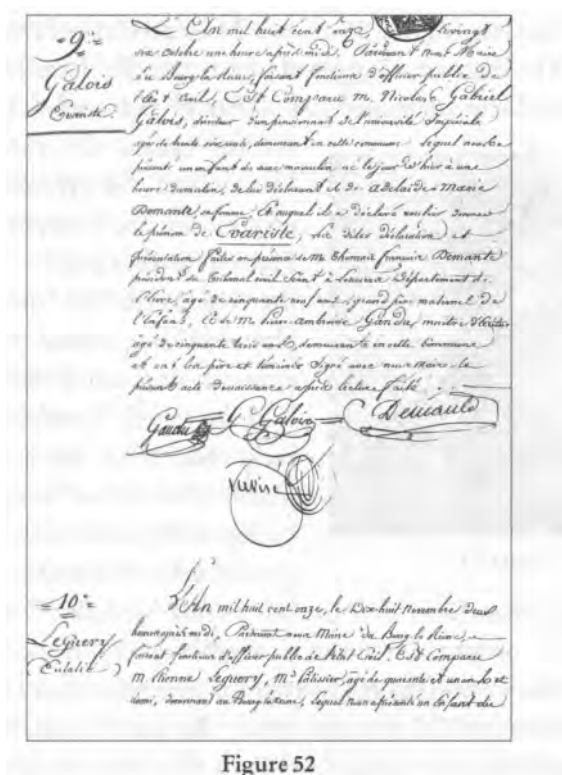 9.e
Galois
Evariste
L'An mil huit cent onze, vingt
six octobre une heure après midi, Pardevant nous Maire
du Bourg la Reine, faisant fonctions d'officier public de
l'état Civil, Est Comparu M. Nicolas Gabriel
Galois, directeur d'un pensionnat de l'université Impériale
âgé de trente six ans, demeurant en cette commune lequel nous a
présenté un enfant de sexe masculin né le jour d'hier à une
heure du matin, de lui déclarant et de adelaïde Marie
Demante, sa femme, Et auquel il a déclaré vouloir donner
le prénom de Evariste, les dites déclaration et
présentation faites en présence de M. Thomas françois Demante
président du Tribunal civil séant à Louviers Département de
l'Eure, âgé de cinquante neuf ans, grand père maternel de
l'Enfant, Et de M. ambroise Gandu,
âgé de cinquante trois ans, demeurant en cette Commune
et ont les père et témoins signé avec nous Maire le
présent acte de naissance après lecture faite
Gandu G. Galois Demante
10.e
Leguery
(Eulalie)
L'An mil huit cent onze, le Dix huit Novembre deux
heures après midi, Pardevant nous Maire du Bourg la Reine,
faisant fonctions d'officier public de l'état Civil, Est Comparu
M. Etienne Leguery, M.d Pâtissier, âgé de quarante et un ans et
demi, demeurant au Bourg la Reine, Lequel nous a présenté un Enfant de
Figure 52